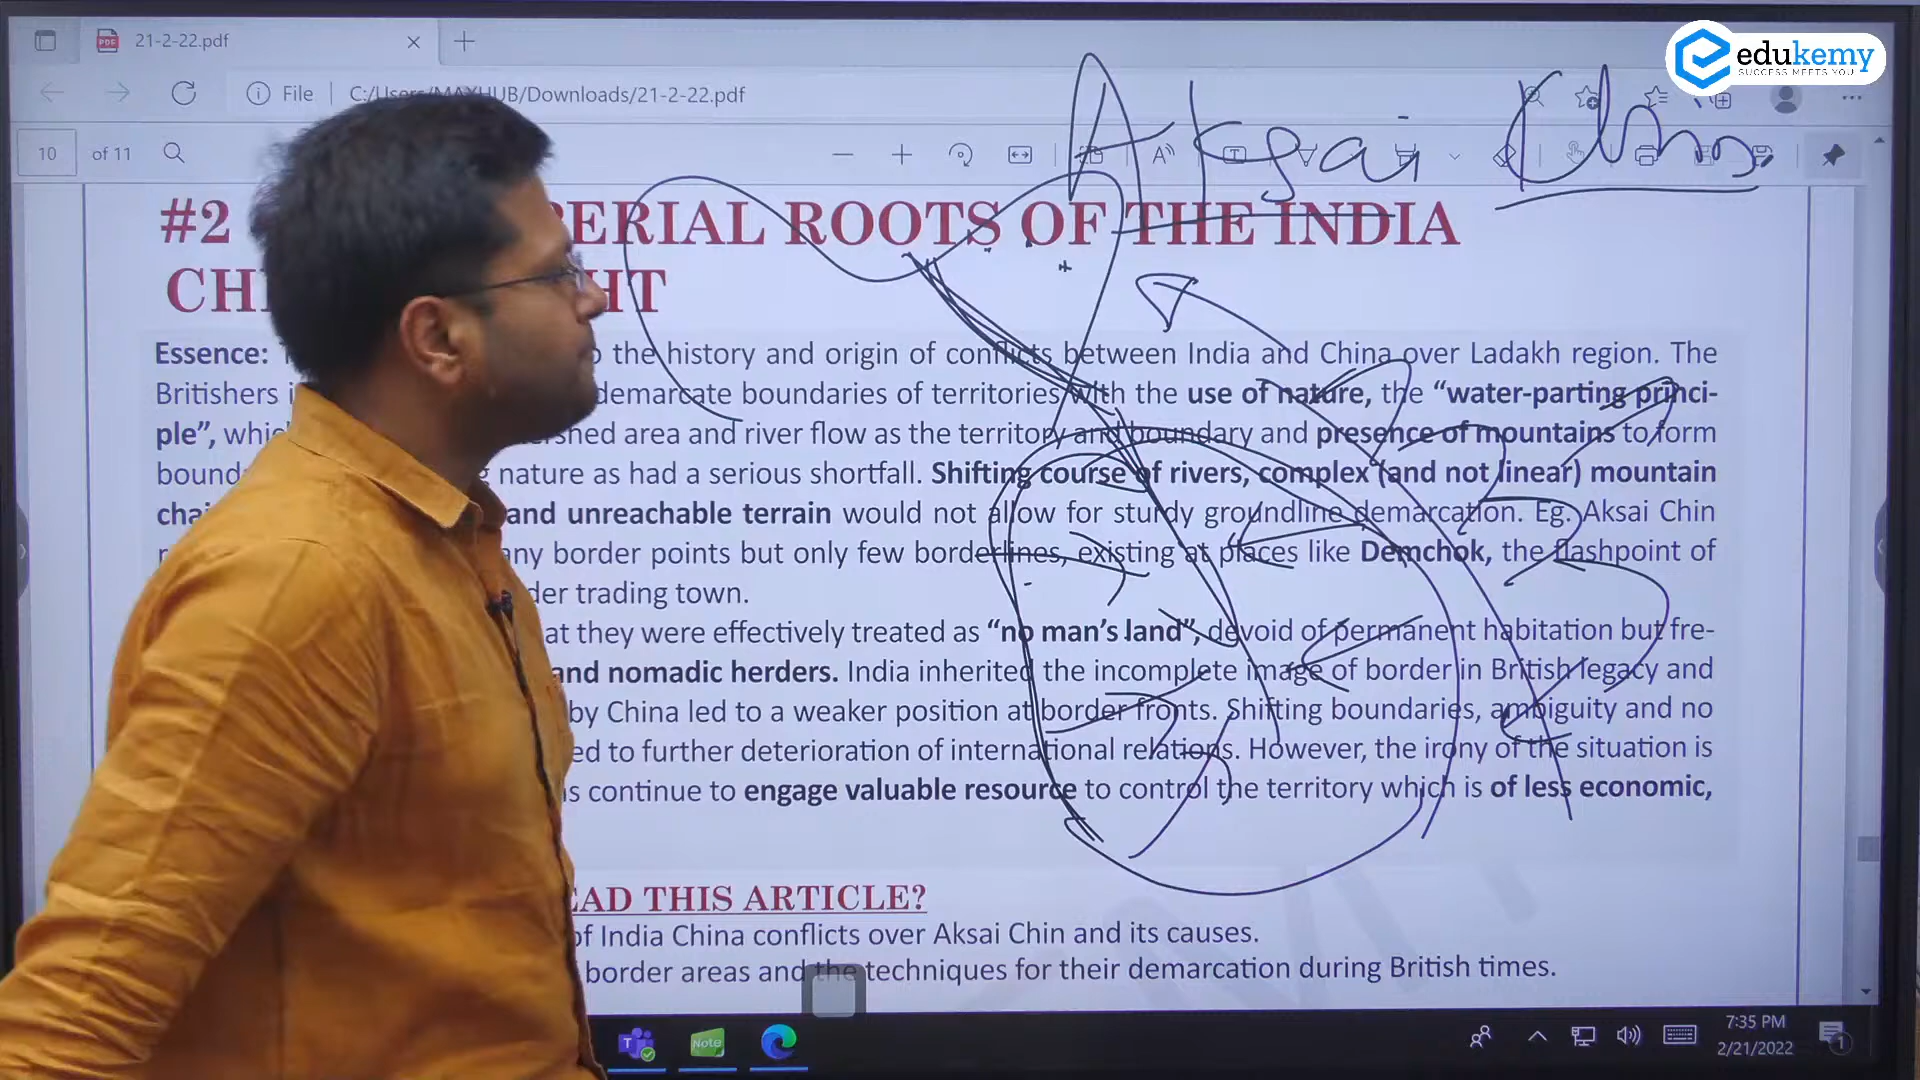 21-2-22.pdf
edukemy
SUCCESS MEETS YOU
File C:/Users/MAXHUB/Downloads/21-2-22.pdf
Aksai Chin
10 of 11
#2 ERIAL ROOTS OF THE INDIA
CH HT
Essence: the history and origin of conflicts between India and China over Ladakh region. The
Britishers demarcate boundaries of territories with the use of nature, the “water-parting princi-
ple”, area and river flow as the territory and boundary and presence of mountains to form
nature as had a serious shortfall. Shifting course of rivers, complex (and not linear) mountain
and unreachable terrain would not allow for sturdy groundline demarcation. Eg. Aksai Chin
border points but only few borderlines, existing at places like Demchok, the flashpoint of
trading town.
at they were effectively treated as “no man’s land”, devoid of permanent habitation but fre-
and nomadic herders. India inherited the incomplete image of border in British legacy and
by China led to a weaker position at border fronts. Shifting boundaries, ambiguity and no
ed to further deterioration of international relations. However, the irony of the situation is
continue to engage valuable resource to control the territory which is of less economic,
EAD THIS ARTICLE?
of India China conflicts over Aksai Chin and its causes.
border areas and the techniques for their demarcation during British times.
Note
7:35 PM
2/21/2022
1